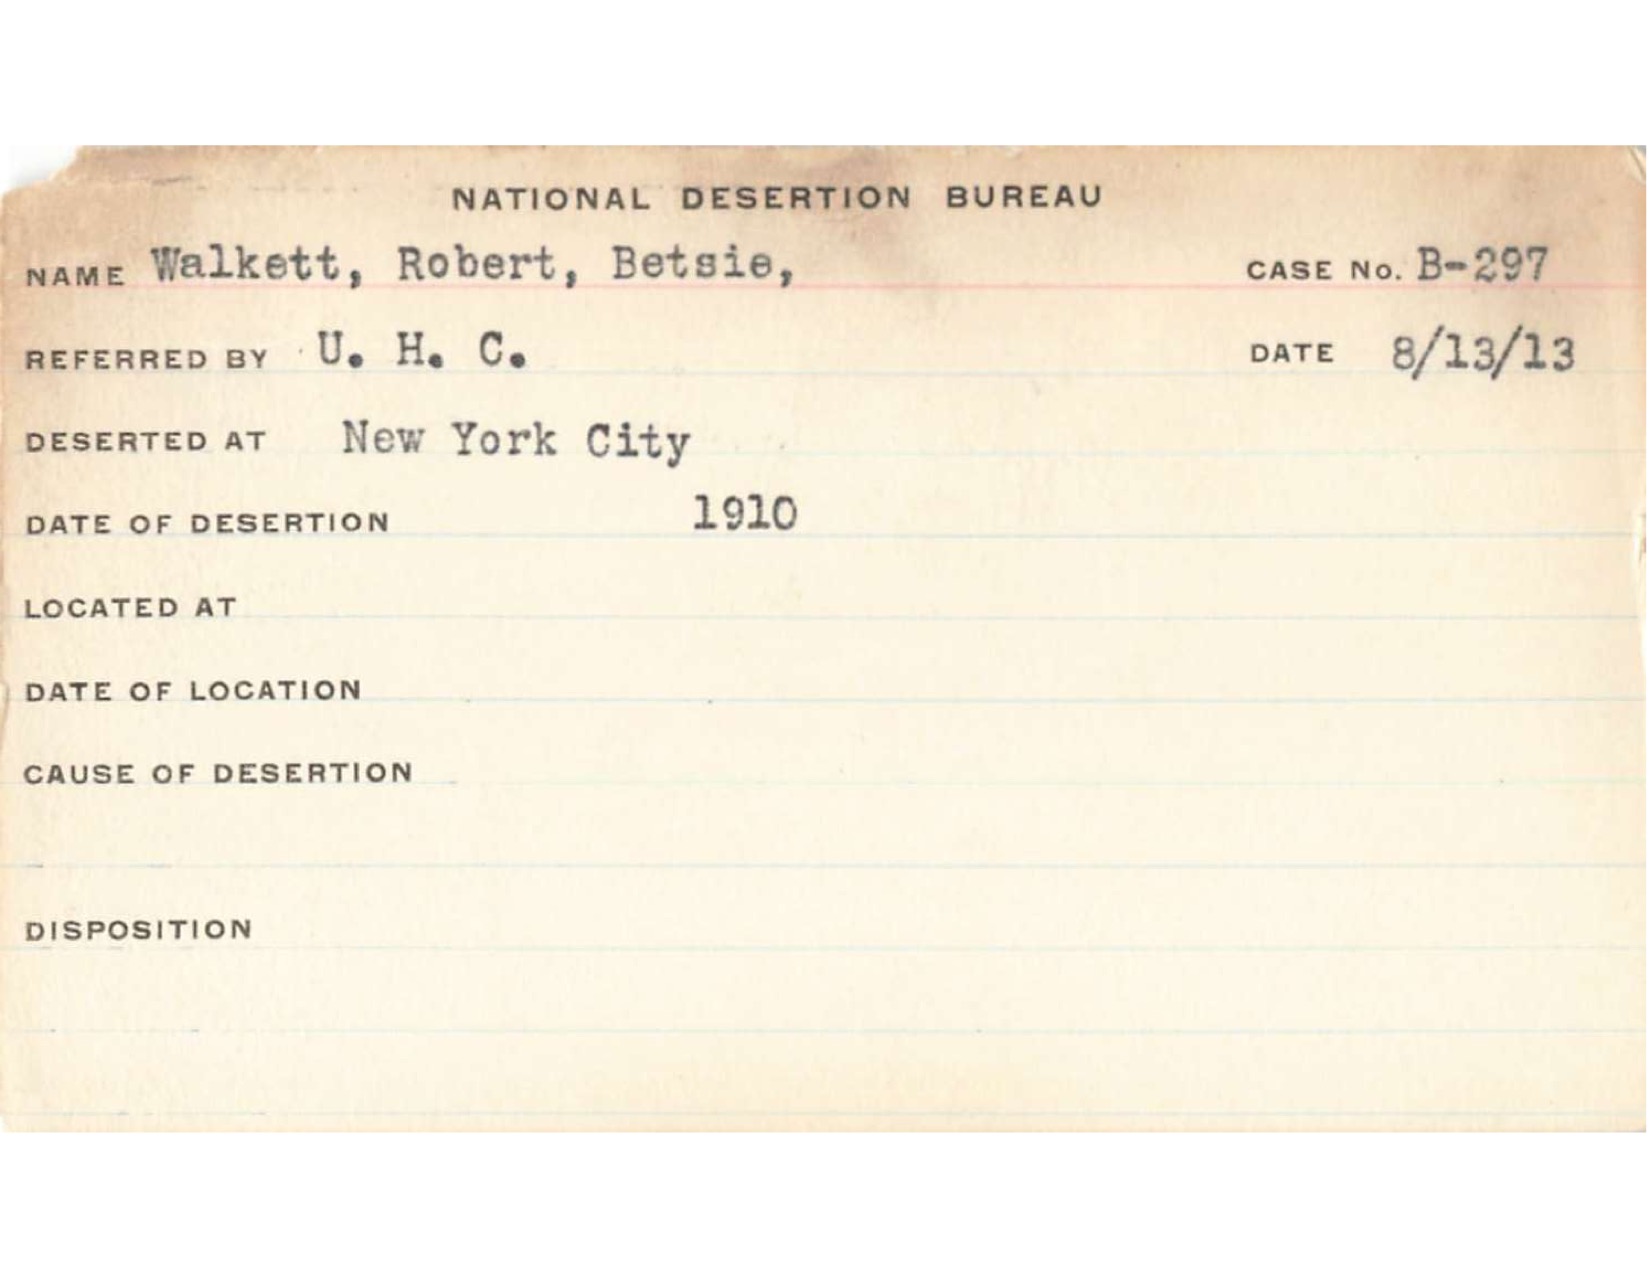 NATIONAL DESERTION BUREAU
NAME Walkett, Robert, Betsie, CASE No. B-297
REFERRED BY U. H. C. DATE 8/13/13
DESERTED AT New York City
DATE OF DESERTION 1910
LOCATED AT
DATE OF LOCATION
CAUSE OF DESERTION
DISPOSITION